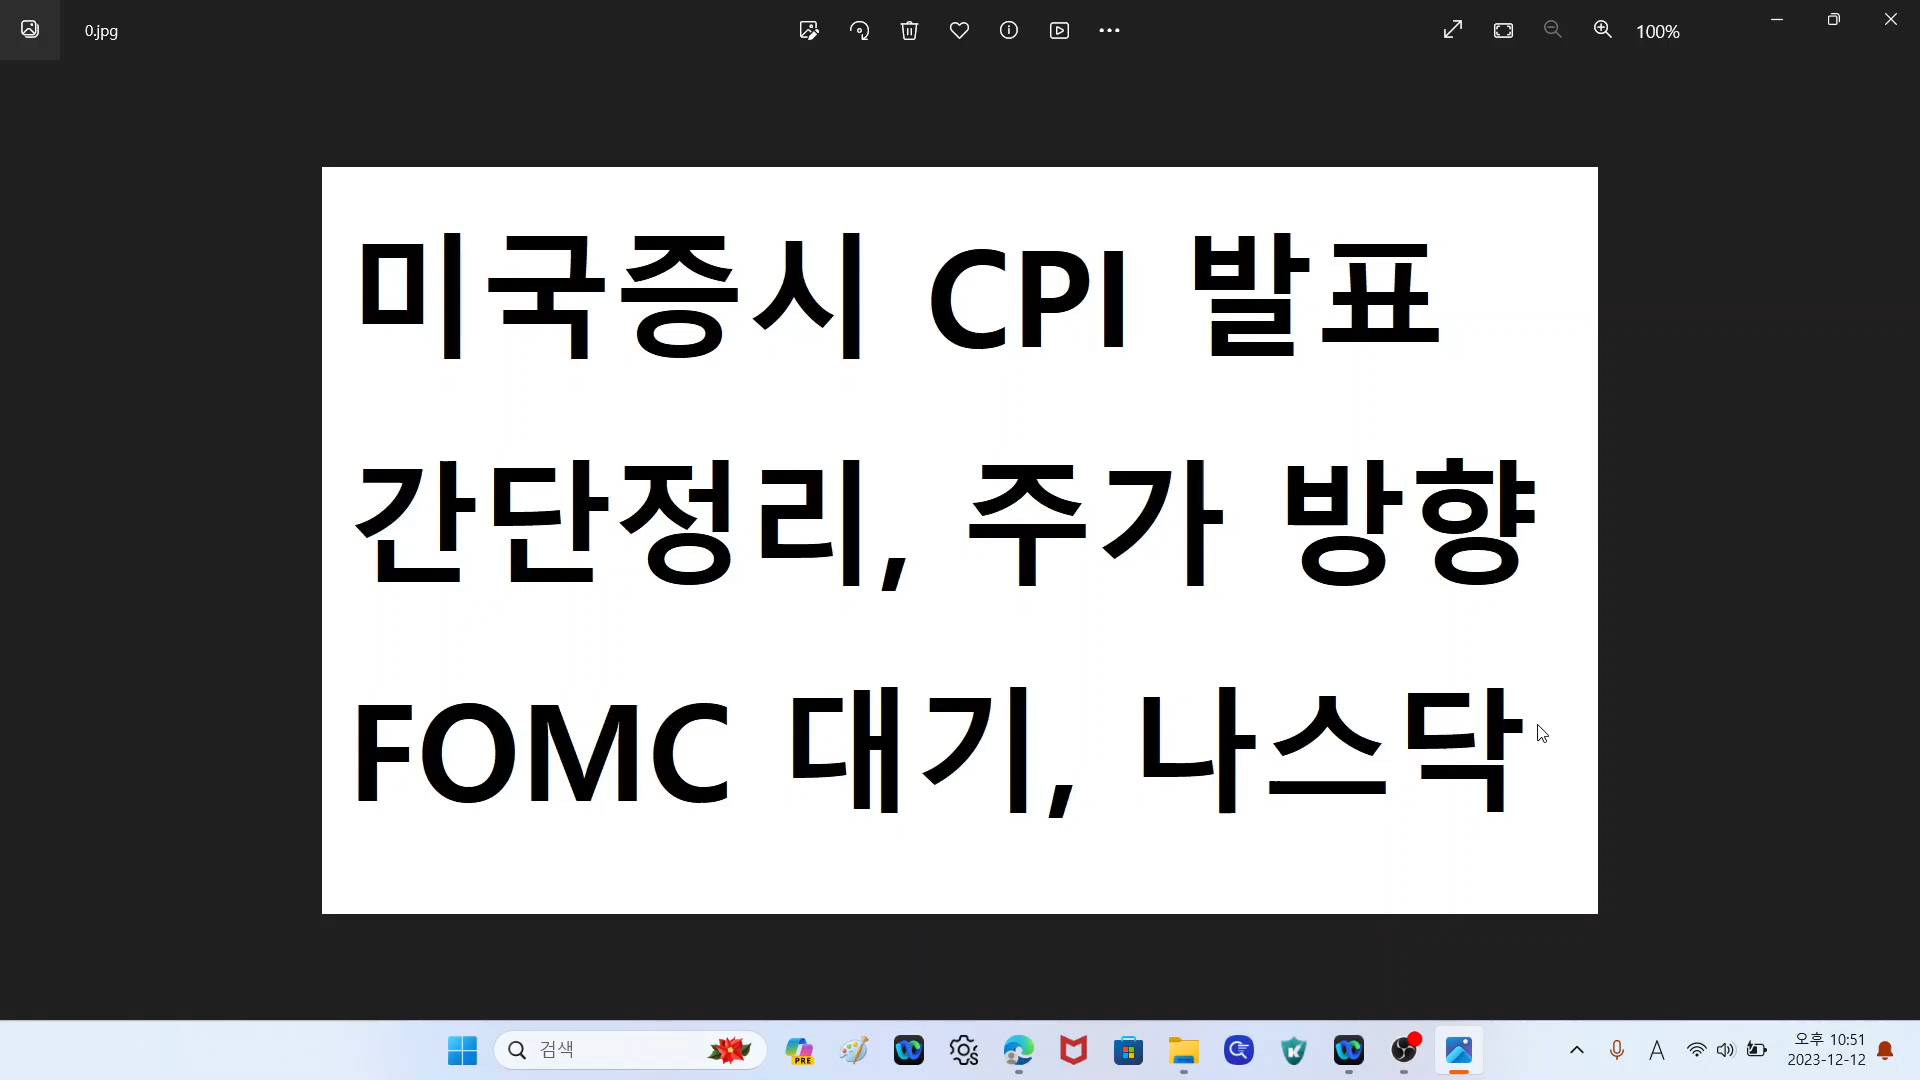 0.jpg
100%
미국증시 CPI 발표
간단정리, 주가 방향
FOMC 대기, 나스닥
검색
PRE
A
오후 10:51
2023-12-12